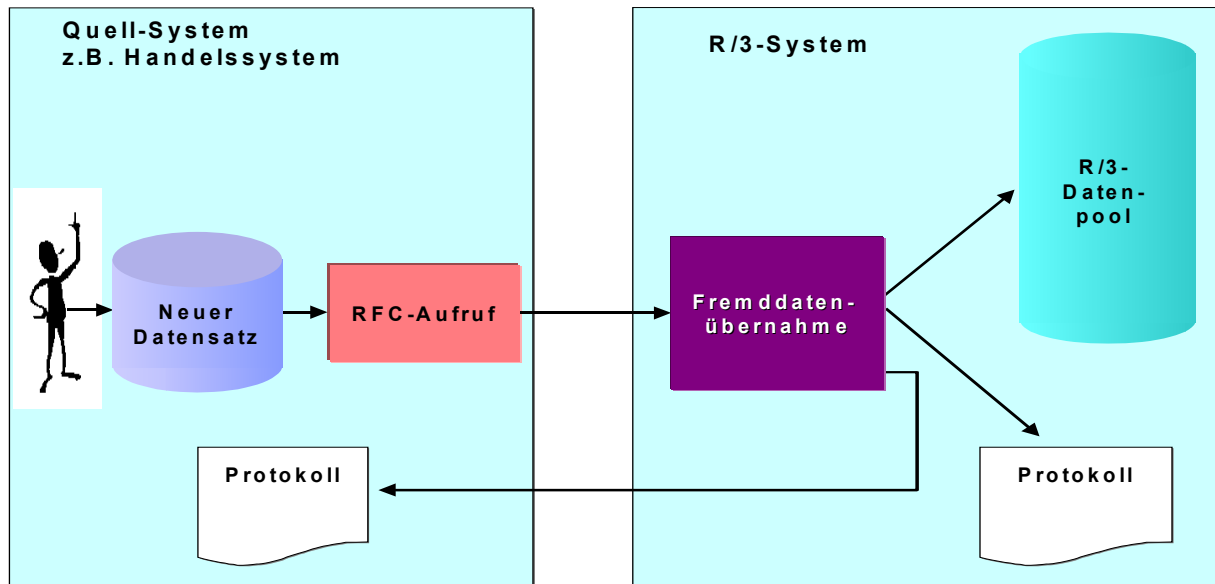 Quell-System
z.B. Handelssystem
R/3-System
R/3-
Daten-
pool
Neuer
Datensatz
RFC-Aufruf
Fremddaten-
übernahme
Protokoll
Protokoll